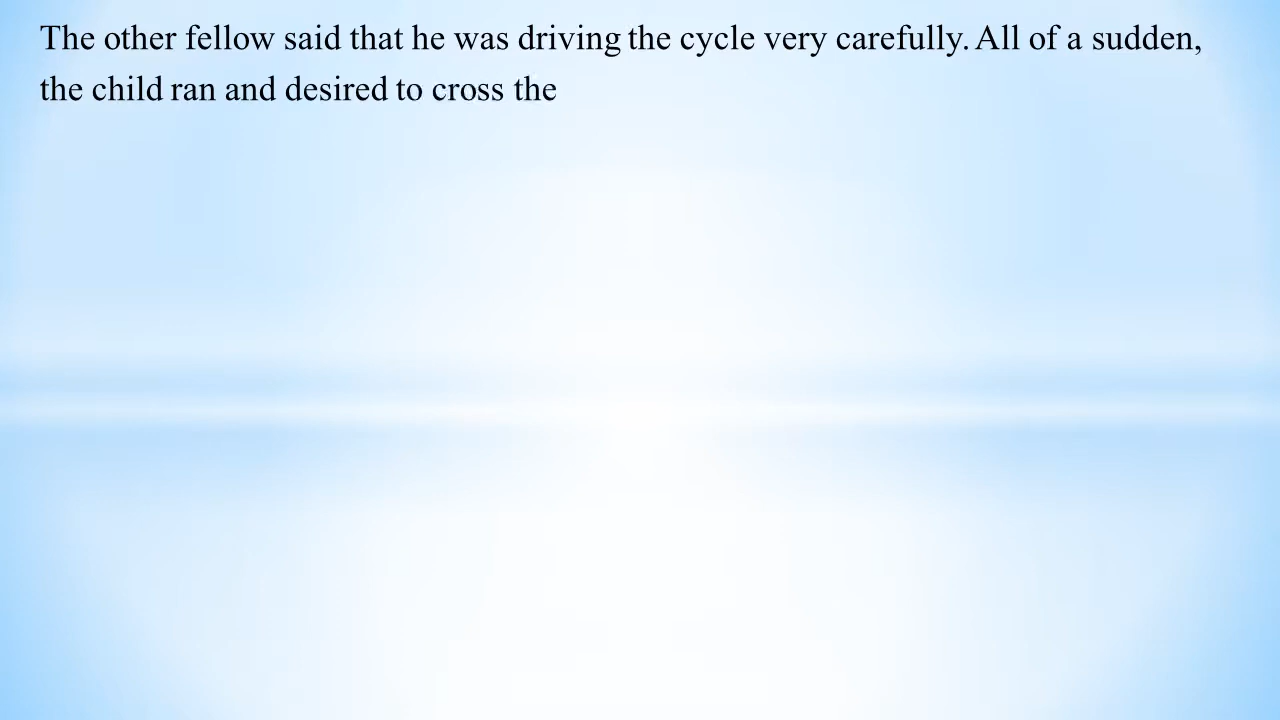 The other fellow said that he was driving the cycle very carefully. All of a sudden,
the child ran and desired to cross the